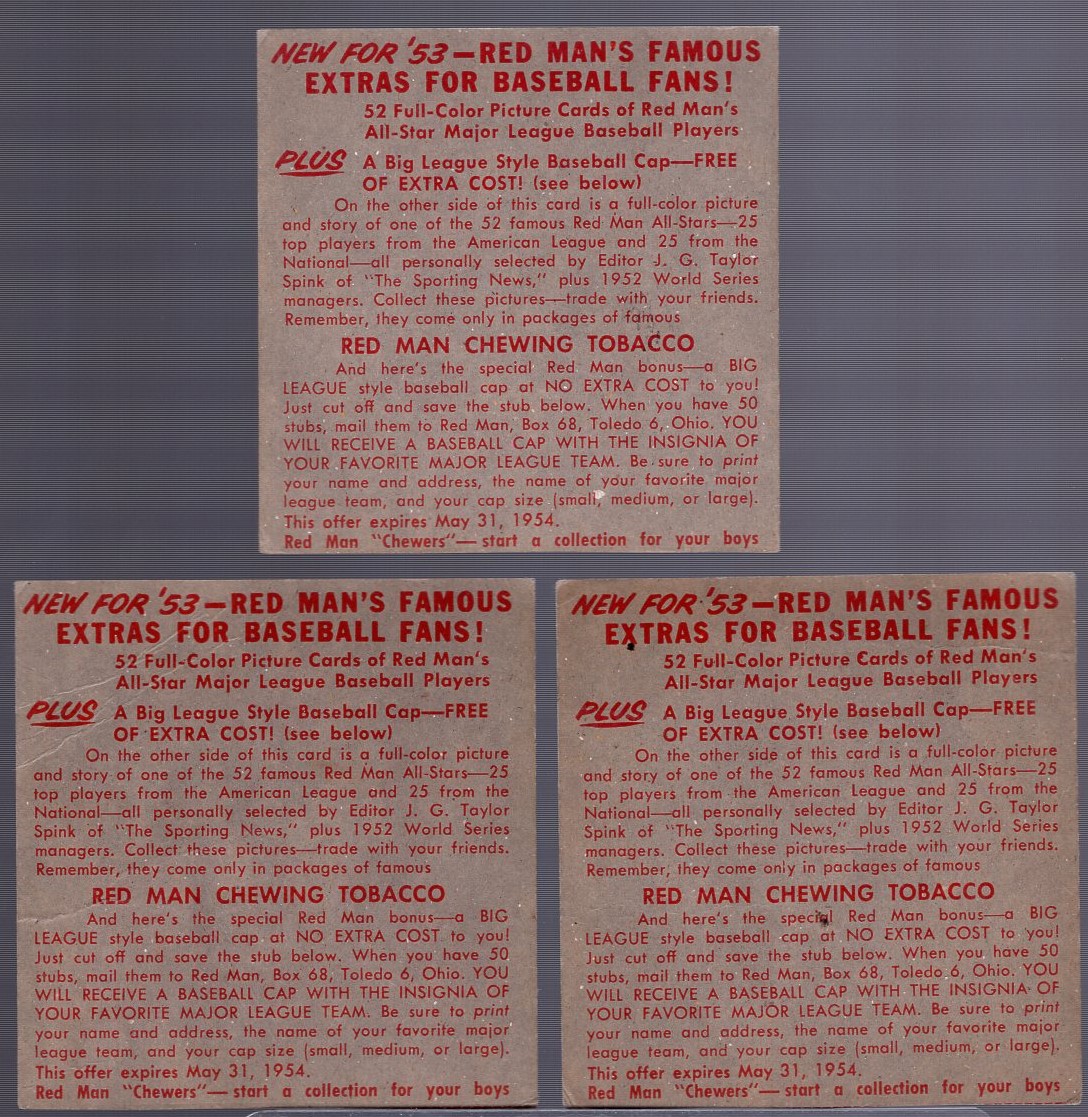 NEW FOR '53—RED MAN'S FAMOUS
EXTRAS FOR BASEBALL FANS!
52 Full-Color Picture Cards of Red Man's
All-Star Major League Baseball Players
PLUS A Big League Style Baseball Cap—FREE
OF EXTRA COST! (see below)
On the other side of this card is a full-color picture
and story of one of the 52 famous Red Man All-Stars—25
top players from the American League and 25 from the
National—all personally selected by Editor J. G. Taylor
Spink of "The Sporting News," plus 1952 World Series
managers. Collect these pictures—trade with your friends.
Remember, they come only in packages of famous
RED MAN CHEWING TOBACCO
And here's the special Red Man bonus—a BIG
LEAGUE style baseball cap at NO EXTRA COST to you!
Just cut off and save the stub below. When you have 50
stubs, mail them to Red Man, Box 68, Toledo 6, Ohio. YOU
WILL RECEIVE A BASEBALL CAP WITH THE INSIGNIA OF
YOUR FAVORITE MAJOR LEAGUE TEAM. Be sure to print
your name and address, the name of your favorite major
league team, and your cap size (small, medium, or large).
This offer expires May 31, 1954.
Red Man "Chewers"—start a collection for your boys
NEW FOR '53—RED MAN'S FAMOUS
EXTRAS FOR BASEBALL FANS!
52 Full-Color Picture Cards of Red Man's
All-Star Major League Baseball Players
PLUS A Big League Style Baseball Cap—FREE
OF EXTRA COST! (see below)
On the other side of this card is a full-color picture
and story of one of the 52 famous Red Man All-Stars—25
top players from the American League and 25 from the
National—all personally selected by Editor J. G. Taylor
Spink of "The Sporting News," plus 1952 World Series
managers. Collect these pictures—trade with your friends.
Remember, they come only in packages of famous
RED MAN CHEWING TOBACCO
And here's the special Red Man bonus—a BIG
LEAGUE style baseball cap at NO EXTRA COST to you!
Just cut off and save the stub below. When you have 50
stubs, mail them to Red Man, Box 68, Toledo 6, Ohio. YOU
WILL RECEIVE A BASEBALL CAP WITH THE INSIGNIA OF
YOUR FAVORITE MAJOR LEAGUE TEAM. Be sure to print
your name and address, the name of your favorite major
league team, and your cap size (small, medium, or large).
This offer expires May 31, 1954.
Red Man "Chewers"—start a collection for your boys
NEW FOR '53—RED MAN'S FAMOUS
EXTRAS FOR BASEBALL FANS!
52 Full-Color Picture Cards of Red Man's
All-Star Major League Baseball Players
PLUS A Big League Style Baseball Cap—FREE
OF EXTRA COST! (see below)
On the other side of this card is a full-color picture
and story of one of the 52 famous Red Man All-Stars—25
top players from the American League and 25 from the
National—all personally selected by Editor J. G. Taylor
Spink of "The Sporting News," plus 1952 World Series
managers. Collect these pictures—trade with your friends.
Remember, they come only in packages of famous
RED MAN CHEWING TOBACCO
And here's the special Red Man bonus—a BIG
LEAGUE style baseball cap at NO EXTRA COST to you!
Just cut off and save the stub below. When you have 50
stubs, mail them to Red Man, Box 68, Toledo 6, Ohio. YOU
WILL RECEIVE A BASEBALL CAP WITH THE INSIGNIA OF
YOUR FAVORITE MAJOR LEAGUE TEAM. Be sure to print
your name and address, the name of your favorite major
league team, and your cap size (small, medium, or large).
This offer expires May 31, 1954.
Red Man "Chewers"—start a collection for your boys